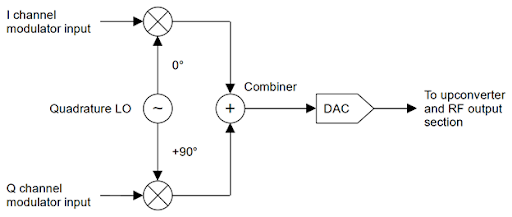 I channel
modulator input
0°
Combiner
Quadrature LO
~
+
DAC
To upconverter
and RF output
section
+90°
Q channel
modulator input